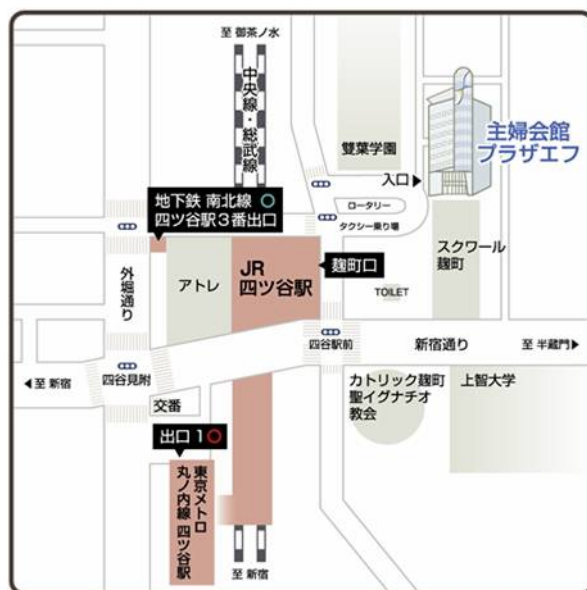 至 御茶ノ水
中央線・総武線
雙葉学園
主婦会館
プラザエフ
入口
ロータリー
タクシー乗り場
地下鉄 南北線
四ツ谷駅3番出口
外堀通り
アトレ
JR
四ツ谷駅
麹町口
スクワール
麹町
TOILET
四谷駅前
新宿通り
至 半蔵門
至 新宿
四谷見附
交番
カトリック麹町
聖イグナチオ
教会
上智大学
出口 1
東京メトロ
丸ノ内線 四ツ谷駅
至 新宿